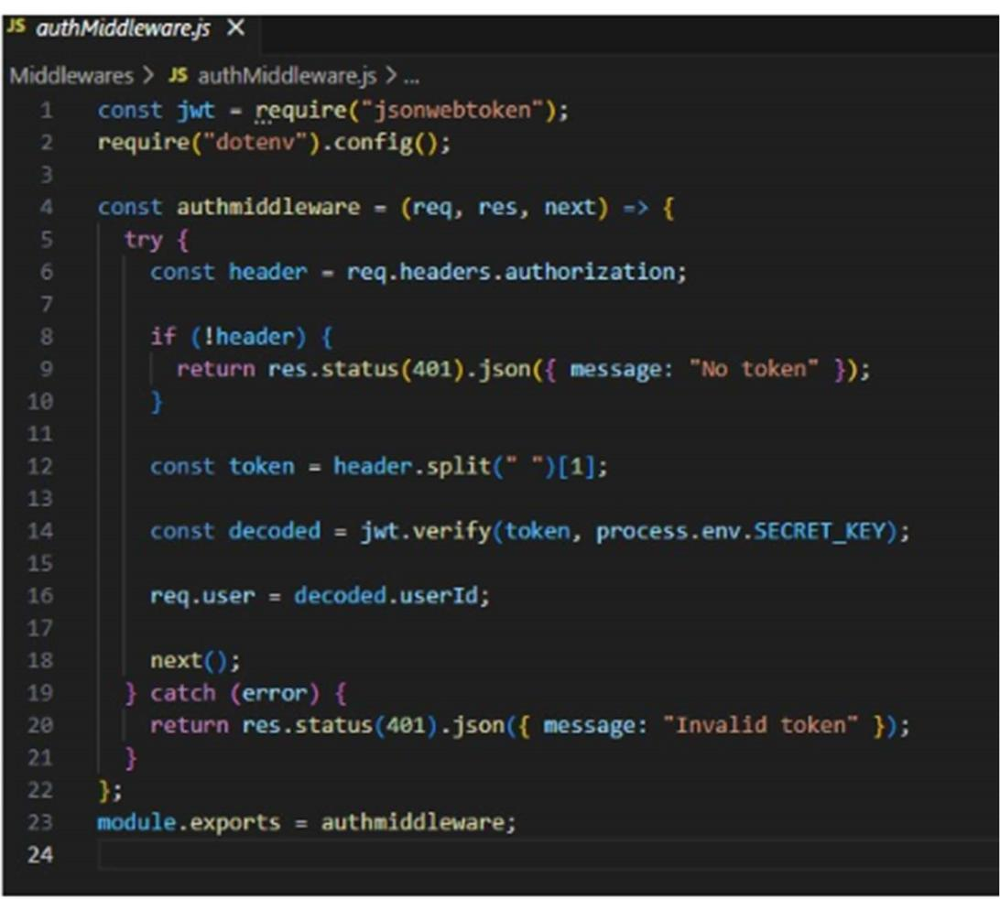 JS authMiddleware.js ×
Middlewares > JS authMiddleware.js > ...
1 const jwt = require("jsonwebtoken");
2 require("dotenv").config();
3
4 const authmiddleware = (req, res, next) => {
5   try {
6     const header = req.headers.authorization;
7
8     if (!header) {
9       return res.status(401).json({ message: "No token" });
10     }
11
12     const token = header.split(" ")[1];
13
14     const decoded = jwt.verify(token, process.env.SECRET_KEY);
15
16     req.user = decoded.userId;
17
18     next();
19   } catch (error) {
20     return res.status(401).json({ message: "Invalid token" });
21   }
22 };
23 module.exports = authmiddleware;
24